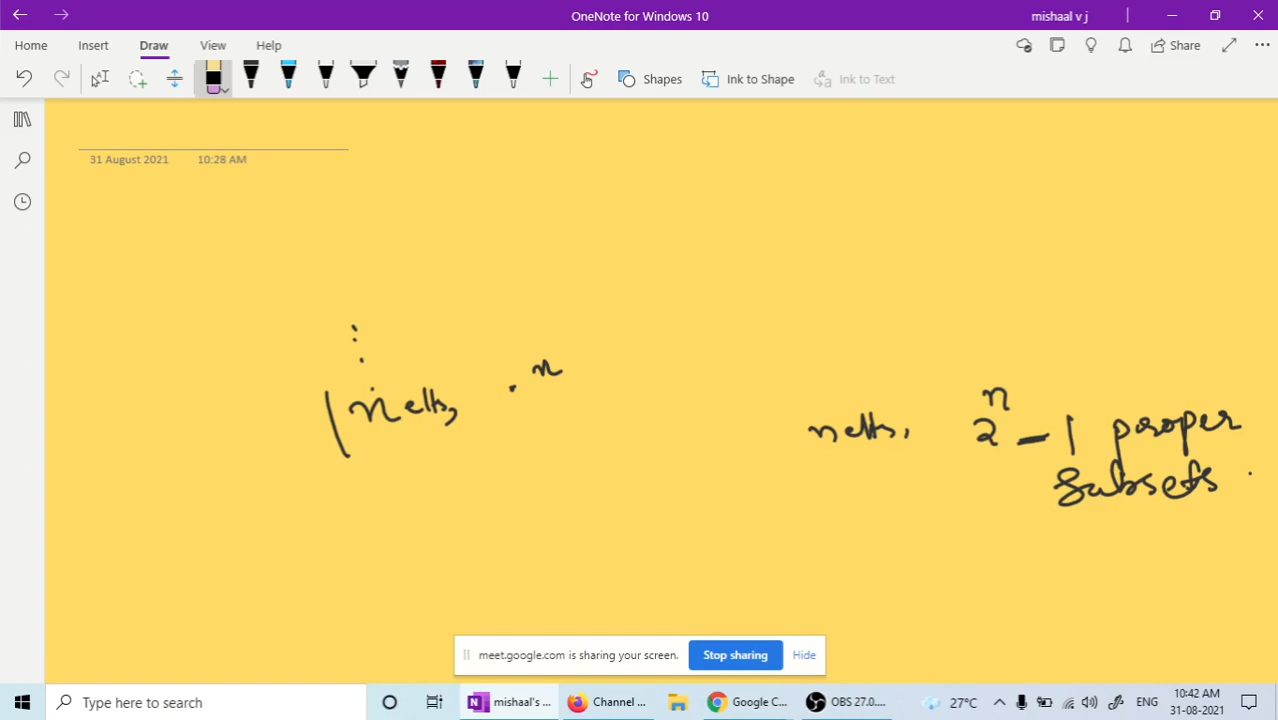 OneNote for Windows 10
mishaal v j
Home Insert Draw View Help
Share
Shapes Ink to Shape Ink to Text
31 August 2021 10:28 AM
n elts, n
n elts, 2ⁿ - 1 proper
subsets.
meet.google.com is sharing your screen. Stop sharing Hide
Type here to search
mishaal's ... Channel ... Google C... OBS 27.0.... 27°C ENG
10:42 AM
31-08-2021